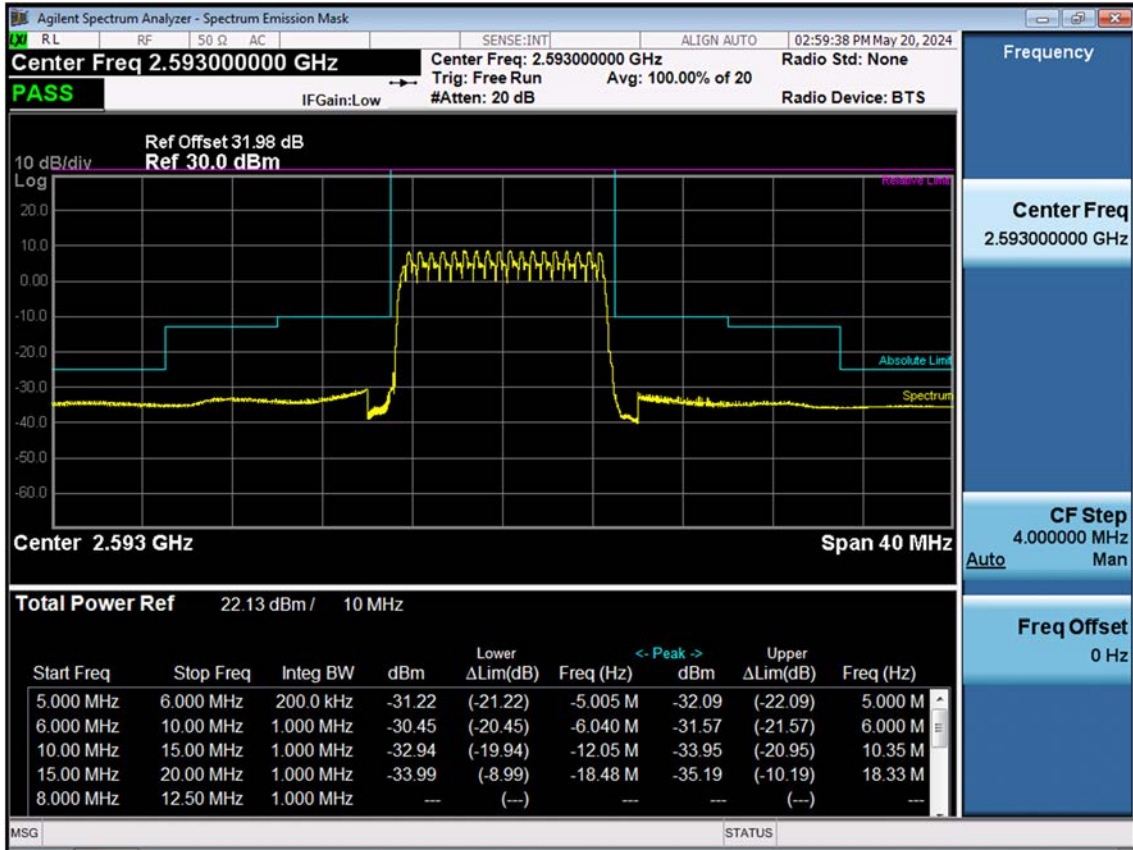 Agilent Spectrum Analyzer - Spectrum Emission Mask
LXI RL RF 50 Ω AC SENSE:INT ALIGN AUTO 02:59:38 PM May 20, 2024
Center Freq 2.593000000 GHz
PASS
IFGain:Low
Center Freq: 2.593000000 GHz
Trig: Free Run Avg: 100.00% of 20
#Atten: 20 dB
Radio Std: None
Radio Device: BTS
Ref Offset 31.98 dB
10 dB/div Ref 30.0 dBm
Log
Relative Limit
20.0
10.0
0.00
-10.0
-20.0
Absolute Limit
-30.0
Spectrum
-40.0
-50.0
-60.0
Center 2.593 GHz Span 40 MHz
Total Power Ref 22.13 dBm / 10 MHz
Lower <- Peak -> Upper
Start Freq Stop Freq Integ BW dBm ΔLim(dB) Freq (Hz) dBm ΔLim(dB) Freq (Hz)
5.000 MHz 6.000 MHz 200.0 kHz -31.22 (-21.22) -5.005 M -32.09 (-22.09) 5.000 M
6.000 MHz 10.00 MHz 1.000 MHz -30.45 (-20.45) -6.040 M -31.57 (-21.57) 6.000 M
10.00 MHz 15.00 MHz 1.000 MHz -32.94 (-19.94) -12.05 M -33.95 (-20.95) 10.35 M
15.00 MHz 20.00 MHz 1.000 MHz -33.99 (-8.99) -18.48 M -35.19 (-10.19) 18.33 M
8.000 MHz 12.50 MHz 1.000 MHz --- (---) --- --- (---) ---
MSG STATUS
Frequency
Center Freq
2.593000000 GHz
CF Step
4.000000 MHz
Auto Man
Freq Offset
0 Hz